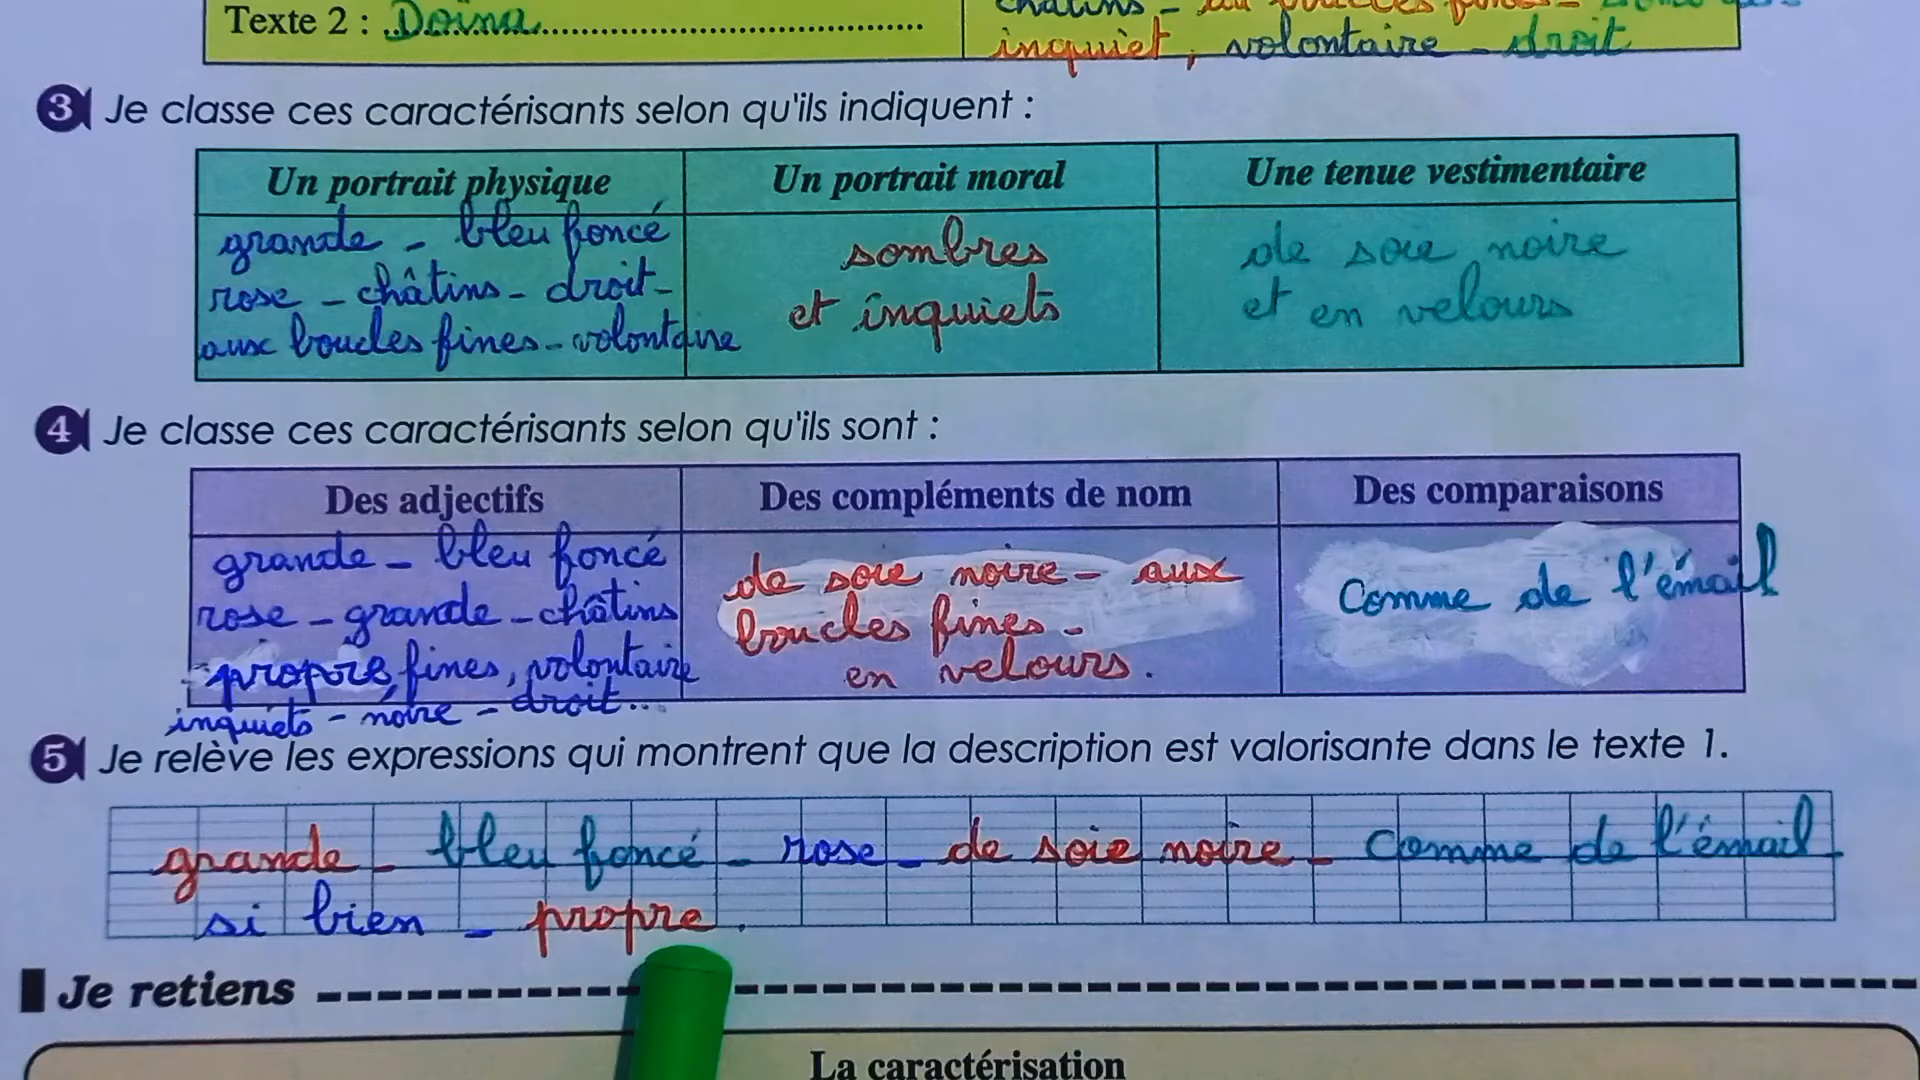 Texte 2 : Doina
châtins - aux boucles fines -
inquiet, volontaire - droit
3 Je classe ces caractérisants selon qu'ils indiquent :
Un portrait physique Un portrait moral Une tenue vestimentaire
grande - bleu foncé
rose - châtins - droit -
aux boucles fines - volontaire
sombres
et inquiets
de soie noire
et en velours
4 Je classe ces caractérisants selon qu'ils sont :
Des adjectifs Des compléments de nom Des comparaisons
grande - bleu foncé
rose - grande - châtins
- propre, fines, volontaire
inquiets - noire - droit...
de soie noire - aux
boucles fines -
en velours.
Comme de l'émail
5 Je relève les expressions qui montrent que la description est valorisante dans le texte 1.
grande - bleu foncé - rose - de soie noire - Comme de l'émail -
si bien - propre.
Je retiens
La caractérisation